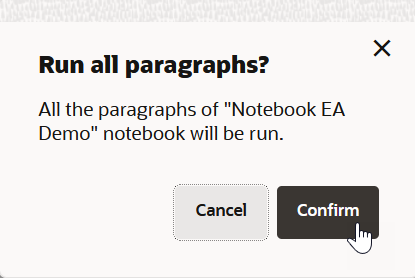 Run all paragraphs?
All the paragraphs of "Notebook EA
Demo" notebook will be run.
Cancel
Confirm